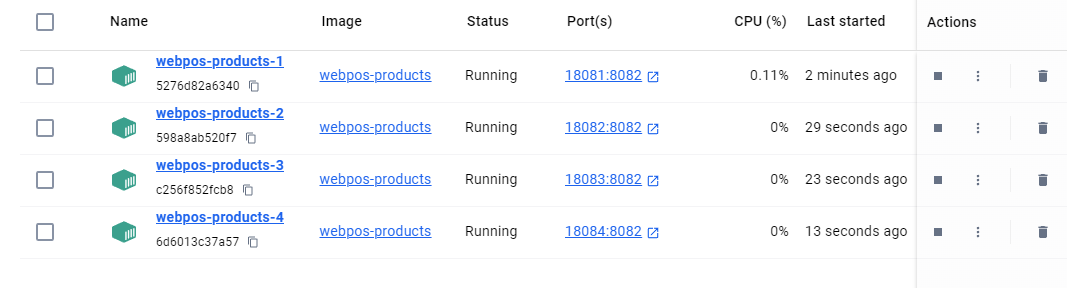 Name Image Status Port(s) CPU (%) Last started Actions
webpos-products-1
5276d82a6340 webpos-products Running 18081:8082 0.11% 2 minutes ago
webpos-products-2
598a8ab520f7 webpos-products Running 18082:8082 0% 29 seconds ago
webpos-products-3
c256f852fcb8 webpos-products Running 18083:8082 0% 23 seconds ago
webpos-products-4
6d6013c37a57 webpos-products Running 18084:8082 0% 13 seconds ago